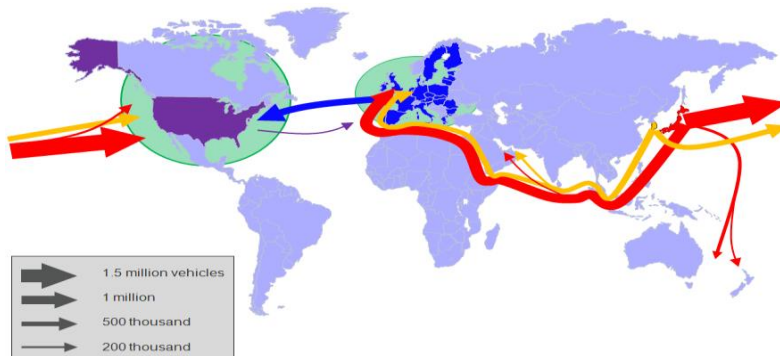 1.5 million vehicles
1 million
500 thousand
200 thousand